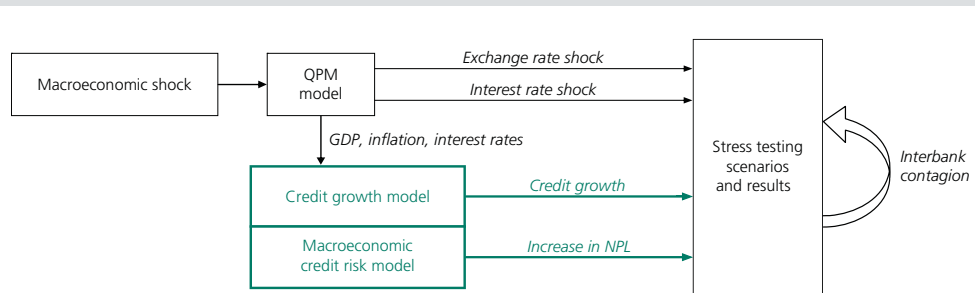 Macroeconomic shock
QPM
model
Exchange rate shock
Interest rate shock
GDP, inflation, interest rates
Credit growth model
Credit growth
Macroeconomic
credit risk model
Increase in NPL
Stress testing
scenarios
and results
Interbank
contagion